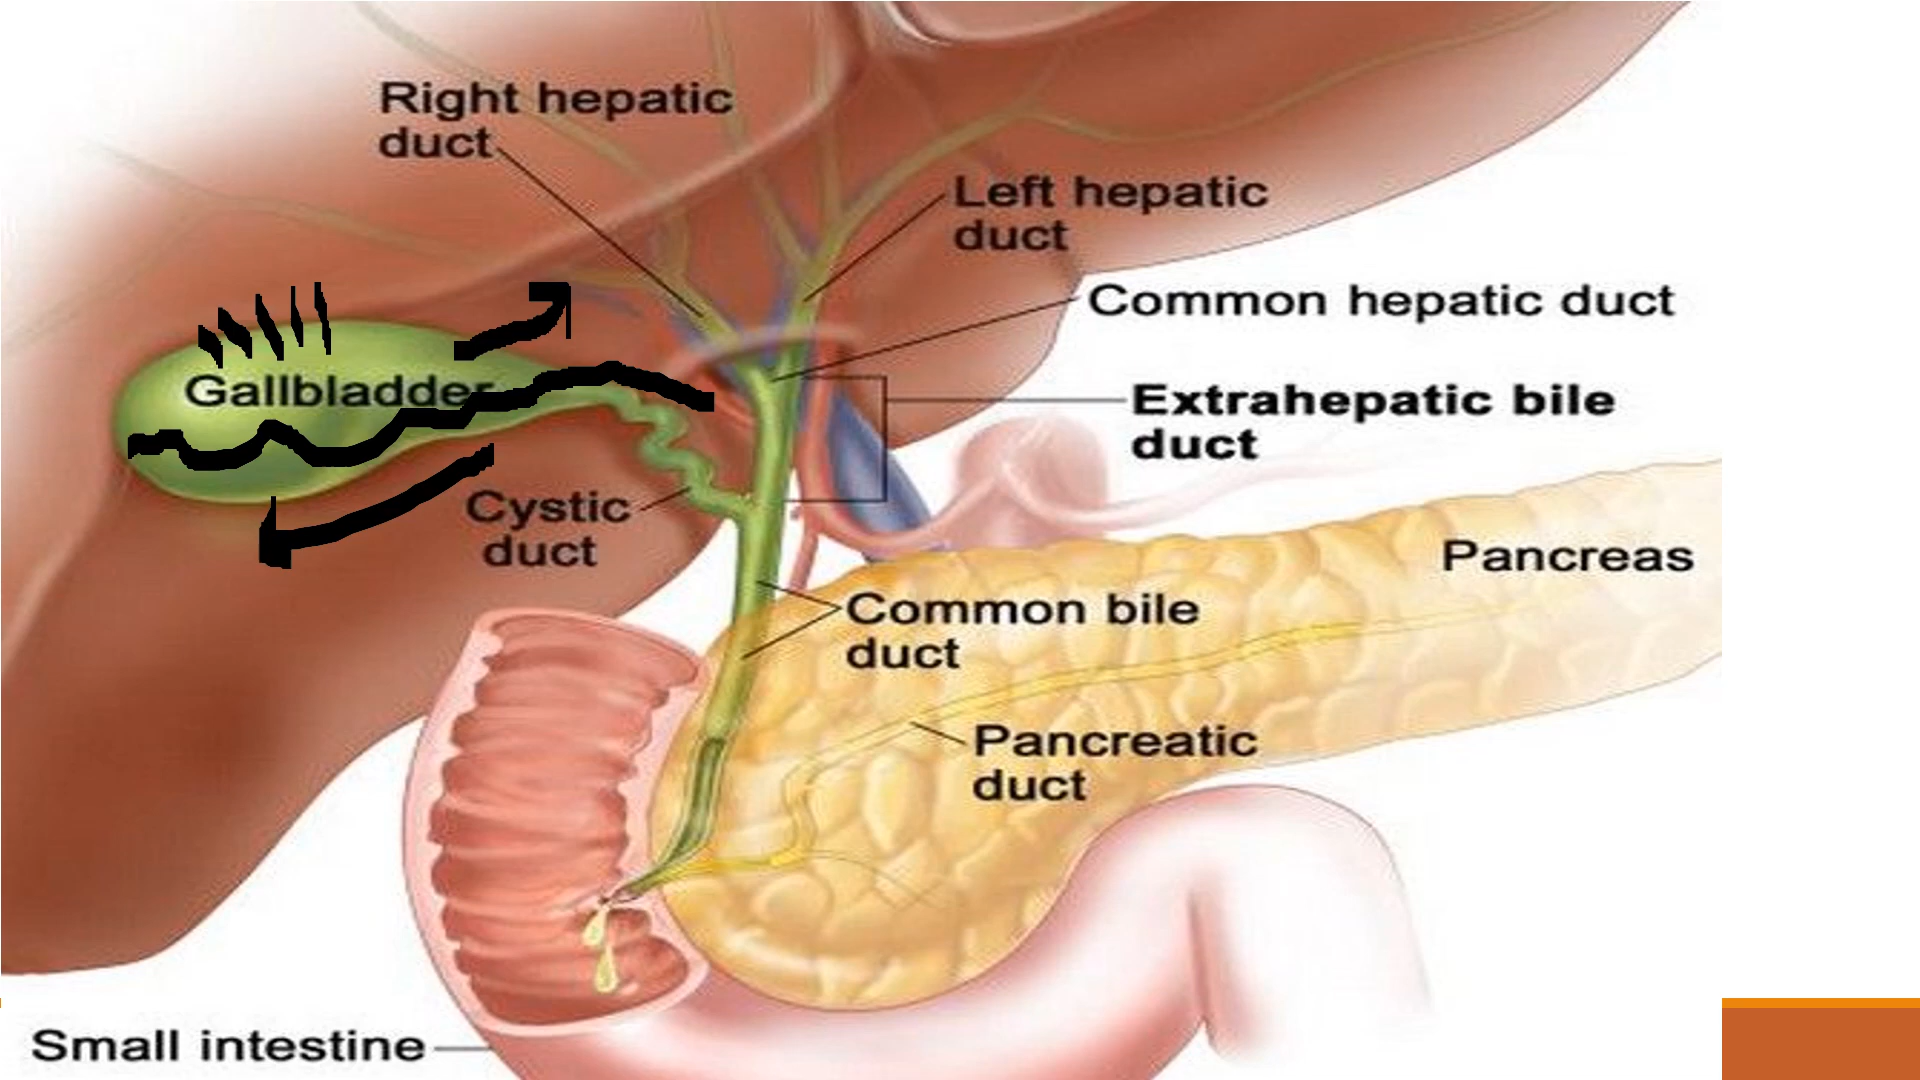 Right hepatic
duct
Left hepatic
duct
Common hepatic duct
Gallbladder
Extrahepatic bile
duct
Cystic
duct
Pancreas
Common bile
duct
Pancreatic
duct
Small intestine